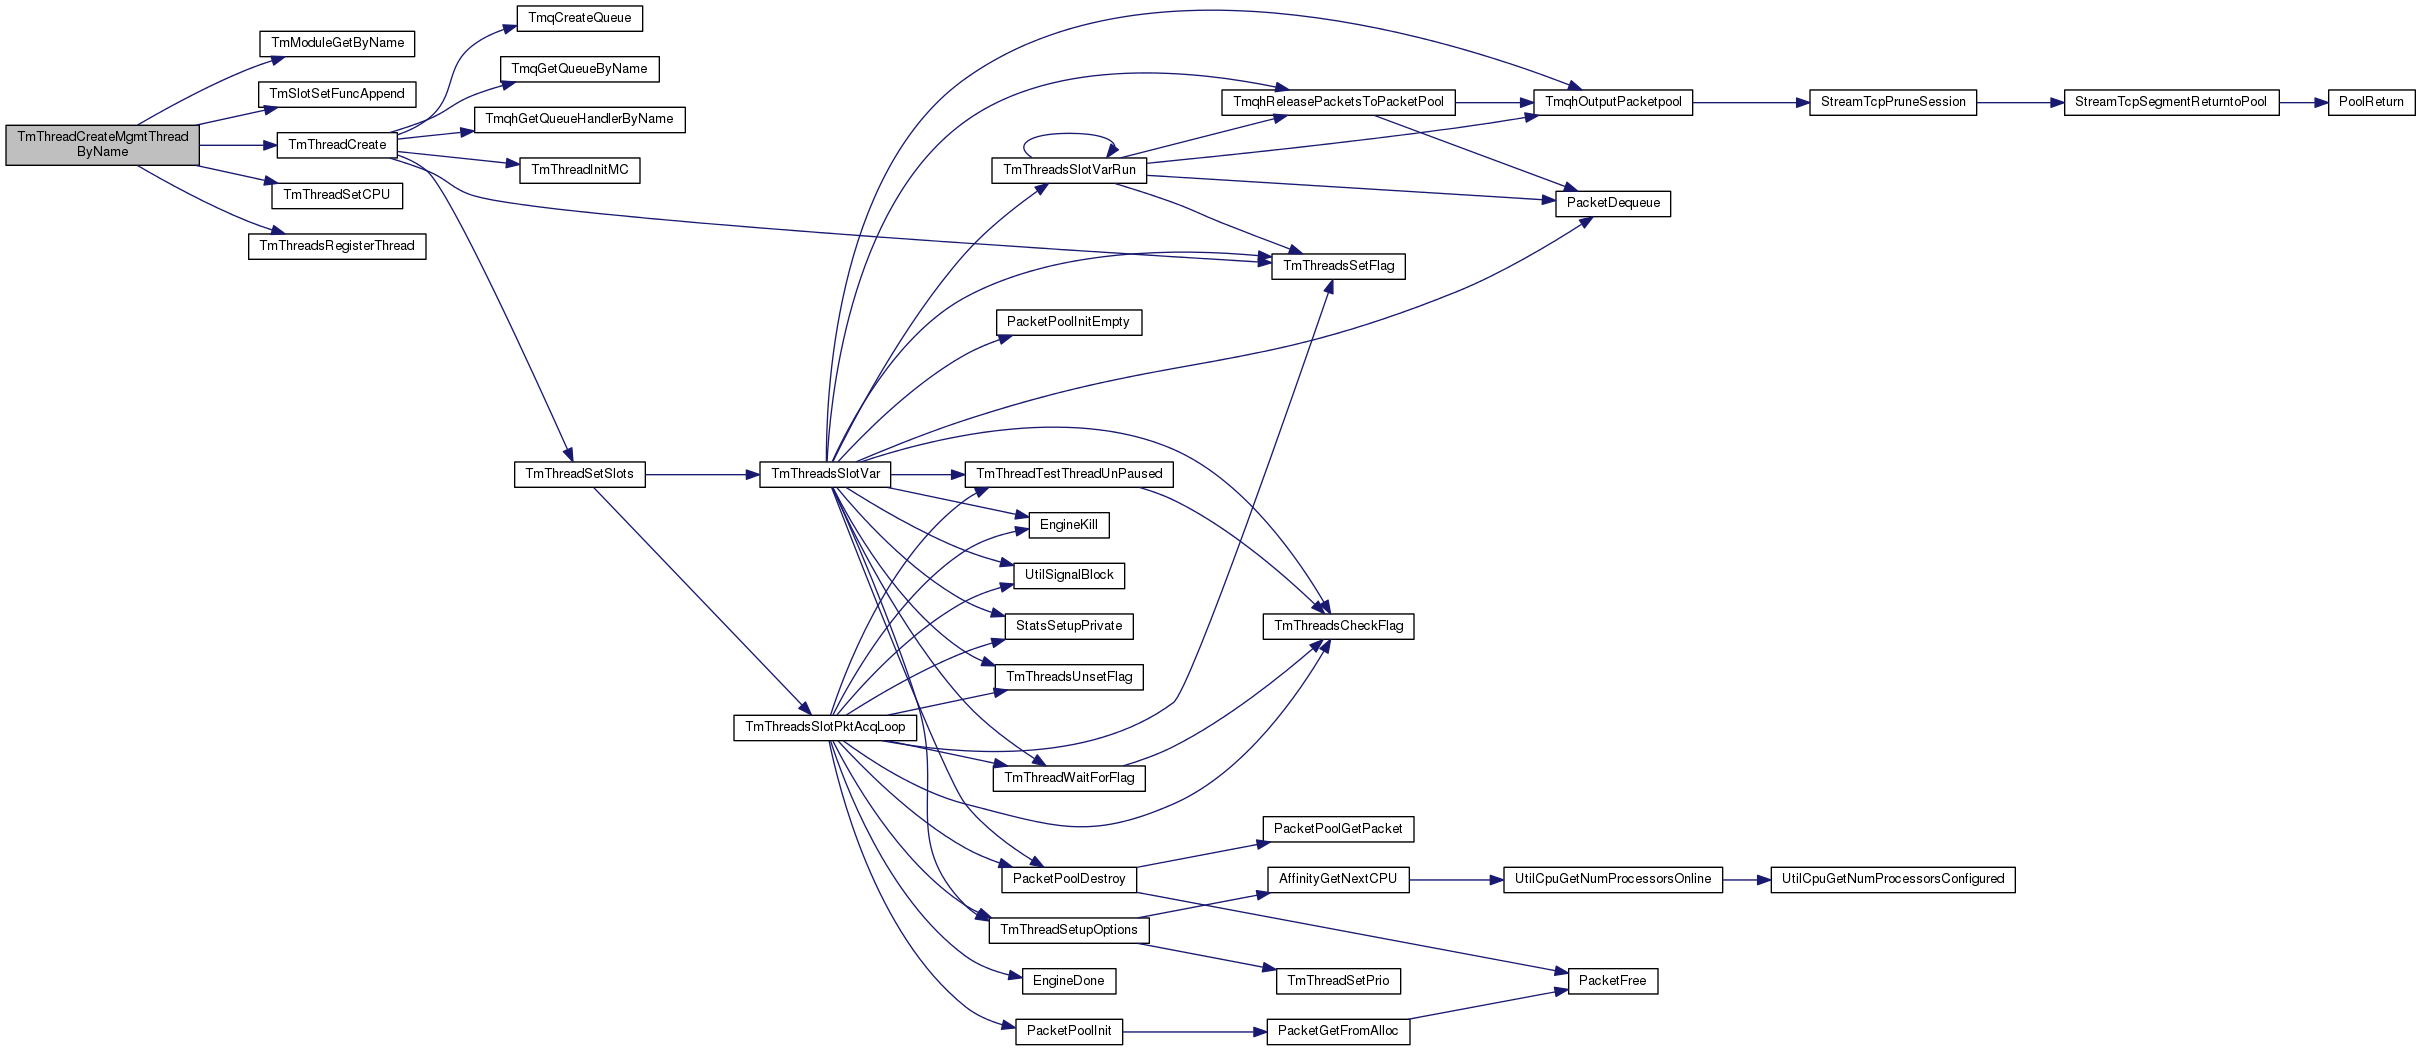 TmThreadCreateMgmtThread
ByName
TmModuleGetByName
TmSlotSetFuncAppend
TmThreadCreate
TmThreadSetCPU
TmThreadsRegisterThread
TmqCreateQueue
TmqGetQueueByName
TmqhGetQueueHandlerByName
TmThreadInitMC
TmThreadSetSlots
TmThreadsSlotVar
TmThreadsSlotPktAcqLoop
TmThreadsSlotVarRun
PacketPoolInitEmpty
TmThreadTestThreadUnPaused
EngineKill
UtilSignalBlock
StatsSetupPrivate
TmThreadsUnsetFlag
TmThreadWaitForFlag
PacketPoolDestroy
TmThreadSetupOptions
EngineDone
PacketPoolInit
TmqhReleasePacketsToPacketPool
TmThreadsSetFlag
TmThreadsCheckFlag
PacketPoolGetPacket
AffinityGetNextCPU
TmThreadSetPrio
PacketGetFromAlloc
TmqhOutputPacketpool
PacketDequeue
UtilCpuGetNumProcessorsOnline
PacketFree
StreamTcpPruneSession
UtilCpuGetNumProcessorsConfigured
StreamTcpSegmentReturntoPool
PoolReturn